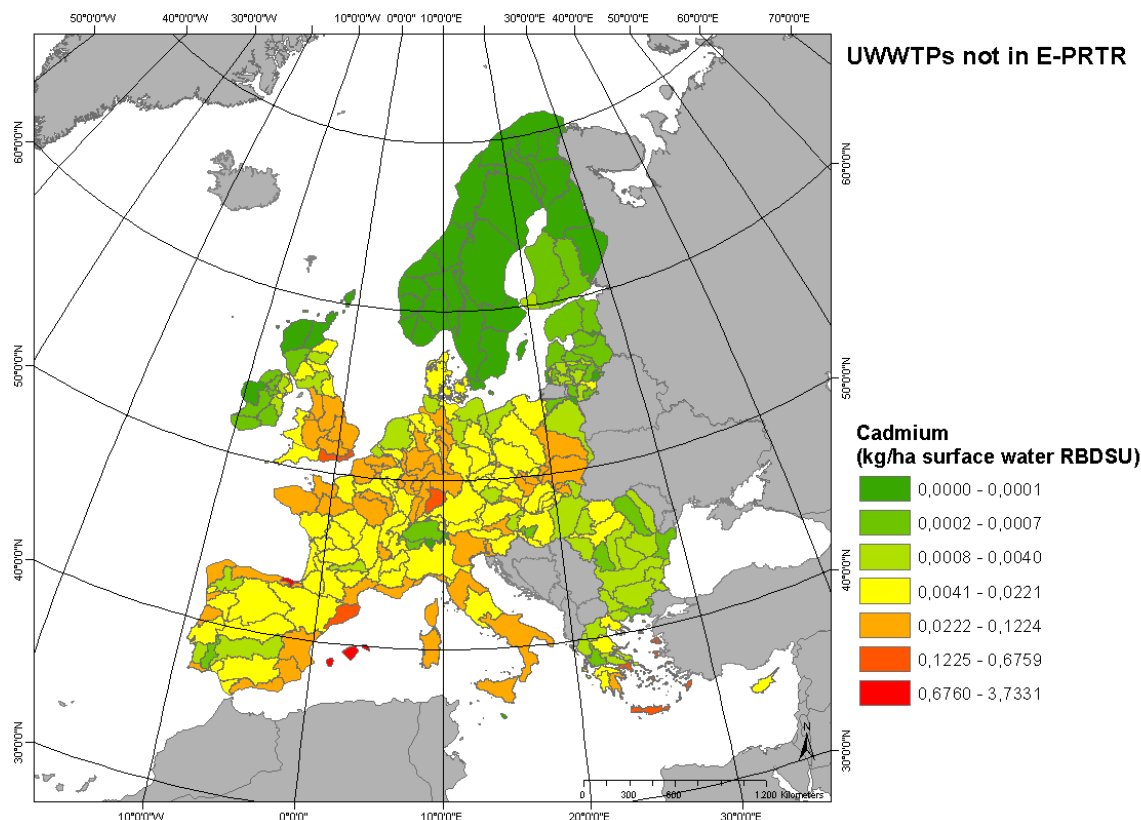 50°0'0"W 40°0'0"W 30°0'0"W 10°0'0"W 0°0'0" 10°0'0"E 30°0'0"E 40°0'0"E 50°0'0"E 60°0'0"E 70°0'0"E
UWWTPs not in E-PRTR
60°0'0"N
60°0'0"N
50°0'0"N
50°0'0"N
40°0'0"N
40°0'0"N
30°0'0"N
30°0'0"N
Cadmium
(kg/ha surface water RBDSU)
0,0000 - 0,0001
0,0002 - 0,0007
0,0008 - 0,0040
0,0041 - 0,0221
0,0222 - 0,1224
0,1225 - 0,6759
0,6760 - 3,7331
N
0 300 600 1 200 Kilometers
10°0'0"W 0°0'0" 10°0'0"E 20°0'0"E 30°0'0"E